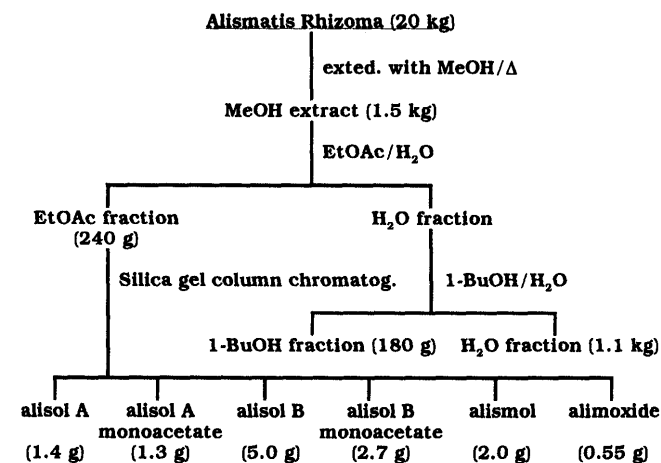 Alismatis Rhizoma (20 kg)
exted. with MeOH/Δ
MeOH extract (1.5 kg)
EtOAc/H₂O
EtOAc fraction
(240 g)
H₂O fraction
Silica gel column chromatog.
1-BuOH/H₂O
1-BuOH fraction (180 g)
H₂O fraction (1.1 kg)
alisol A
(1.4 g)
alisol A
monoacetate
(1.3 g)
alisol B
(5.0 g)
alisol B
monoacetate
(2.7 g)
alismol
(2.0 g)
alimoxide
(0.55 g)